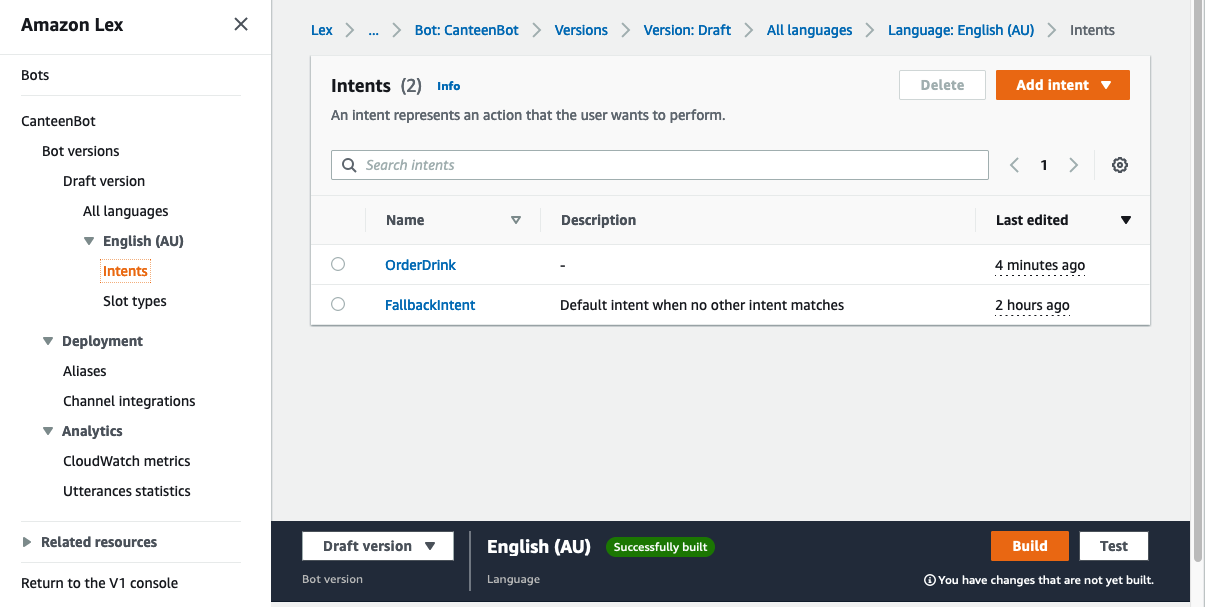 Amazon Lex
Bots
CanteenBot
Bot versions
Draft version
All languages
English (AU)
Intents
Slot types
Deployment
Aliases
Channel integrations
Analytics
CloudWatch metrics
Utterances statistics
Related resources
Return to the V1 console
Lex ... Bot: CanteenBot Versions Version: Draft All languages Language: English (AU) Intents
Intents (2) Info Delete Add intent
An intent represents an action that the user wants to perform.
Search intents 1
Name Description Last edited
OrderDrink - 4 minutes ago
FallbackIntent Default intent when no other intent matches 2 hours ago
Draft version English (AU) Successfully built Build Test
Bot version Language You have changes that are not yet built.